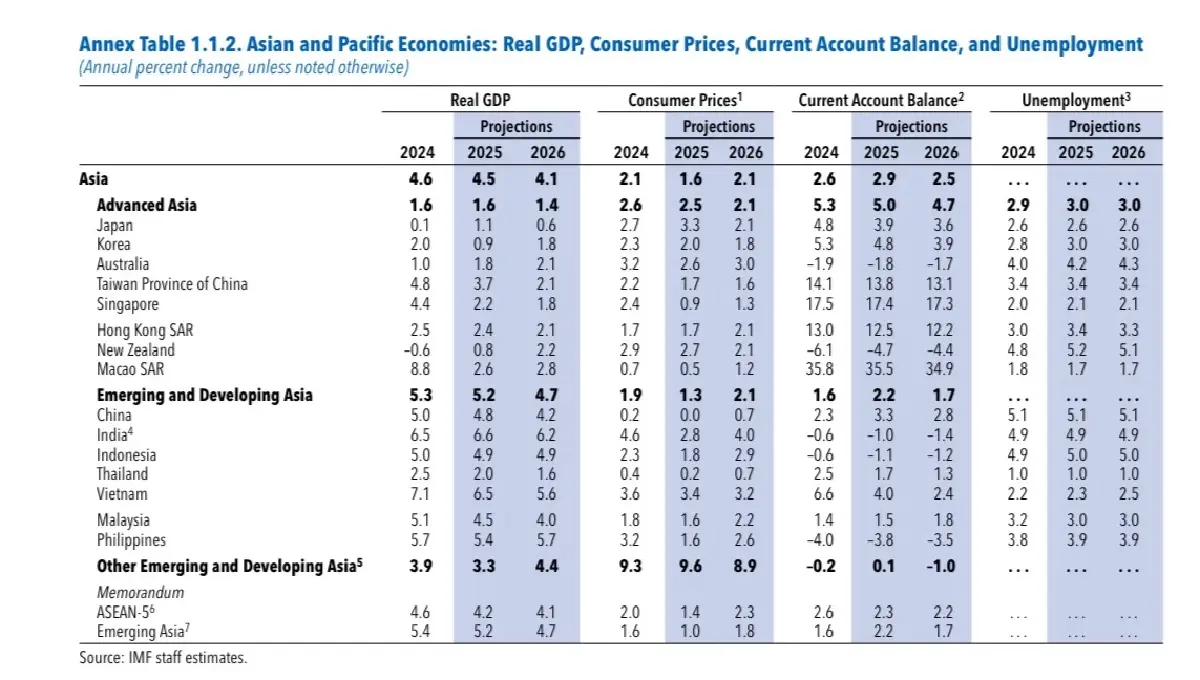 Annex Table 1.1.2. Asian and Pacific Economies: Real GDP, Consumer Prices, Current Account Balance, and Unemployment
(Annual percent change, unless noted otherwise)
Real GDP Consumer Prices¹ Current Account Balance² Unemployment³
Projections Projections Projections Projections
2024 2025 2026 2024 2025 2026 2024 2025 2026 2024 2025 2026
Asia 4.6 4.5 4.1 2.1 1.6 2.1 2.6 2.9 2.5 ... ... ...
Advanced Asia 1.6 1.6 1.4 2.6 2.5 2.1 5.3 5.0 4.7 2.9 3.0 3.0
Japan 0.1 1.1 0.6 2.7 3.3 2.1 4.8 3.9 3.6 2.6 2.6 2.6
Korea 2.0 0.9 1.8 2.3 2.0 1.8 5.3 4.8 3.9 2.8 3.0 3.0
Australia 1.0 1.8 2.1 3.2 2.6 3.0 −1.9 −1.8 −1.7 4.0 4.2 4.3
Taiwan Province of China 4.8 3.7 2.1 2.2 1.7 1.6 14.1 13.8 13.1 3.4 3.4 3.4
Singapore 4.4 2.2 1.8 2.4 0.9 1.3 17.5 17.4 17.3 2.0 2.1 2.1
Hong Kong SAR 2.5 2.4 2.1 1.7 1.7 2.1 13.0 12.5 12.2 3.0 3.4 3.3
New Zealand −0.6 0.8 2.2 2.9 2.7 2.1 −6.1 −4.7 −4.4 4.8 5.2 5.1
Macao SAR 8.8 2.6 2.8 0.7 0.5 1.2 35.8 35.5 34.9 1.8 1.7 1.7
Emerging and Developing Asia 5.3 5.2 4.7 1.9 1.3 2.1 1.6 2.2 1.7 ... ... ...
China 5.0 4.8 4.2 0.2 0.0 0.7 2.3 3.3 2.8 5.1 5.1 5.1
India⁴ 6.5 6.6 6.2 4.6 2.8 4.0 −0.6 −1.0 −1.4 4.9 4.9 4.9
Indonesia 5.0 4.9 4.9 2.3 1.8 2.9 −0.6 −1.1 −1.2 4.9 5.0 5.0
Thailand 2.5 2.0 1.6 0.4 0.2 0.7 2.5 1.7 1.3 1.0 1.0 1.0
Vietnam 7.1 6.5 5.6 3.6 3.4 3.2 6.6 4.0 2.4 2.2 2.3 2.5
Malaysia 5.1 4.5 4.0 1.8 1.6 2.2 1.4 1.5 1.8 3.2 3.0 3.0
Philippines 5.7 5.4 5.7 3.2 1.6 2.6 −4.0 −3.8 −3.5 3.8 3.9 3.9
Other Emerging and Developing Asia⁵ 3.9 3.3 4.4 9.3 9.6 8.9 −0.2 0.1 −1.0 ... ... ...
Memorandum
ASEAN-5⁶ 4.6 4.2 4.1 2.0 1.4 2.3 2.6 2.3 2.2 ... ... ...
Emerging Asia⁷ 5.4 5.2 4.7 1.6 1.0 1.8 1.6 2.2 1.7 ... ... ...
Source: IMF staff estimates.